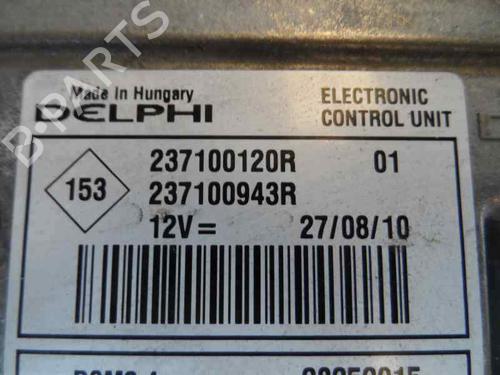 B-PARTS
Made in Hungary
DELPHI
ELECTRONIC
CONTROL UNIT
153
237100120R 01
237100943R
12V= 27/08/10